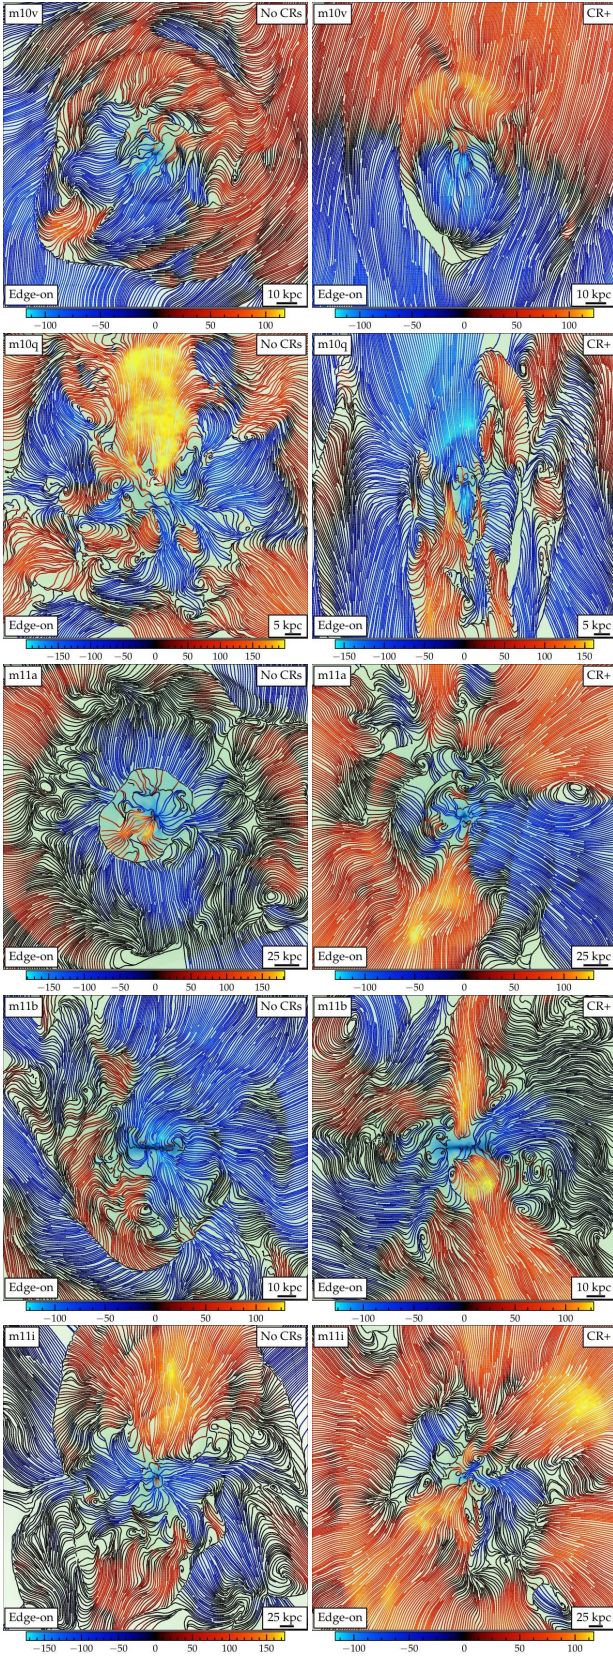 m10v No CRs m10v CR+
Edge-on 10 kpc Edge-on 10 kpc
−100 −50 0 50 100 −100 −50 0 50 100
m10q No CRs m10q CR+
Edge-on 5 kpc Edge-on 5 kpc
−150 −100 −50 0 50 100 150 −150 −100 −50 0 50 100 150
m11a No CRs m11a CR+
Edge-on 25 kpc Edge-on 25 kpc
−150 −100 −50 0 50 100 150 −100 −50 0 50 100
m11b No CRs m11b CR+
Edge-on 10 kpc Edge-on 10 kpc
−100 −50 0 50 100 −100 −50 0 50 100
m11i No CRs m11i CR+
Edge-on 25 kpc Edge-on 25 kpc
−150 −100 −50 0 50 100 150 −100 −50 0 50 100